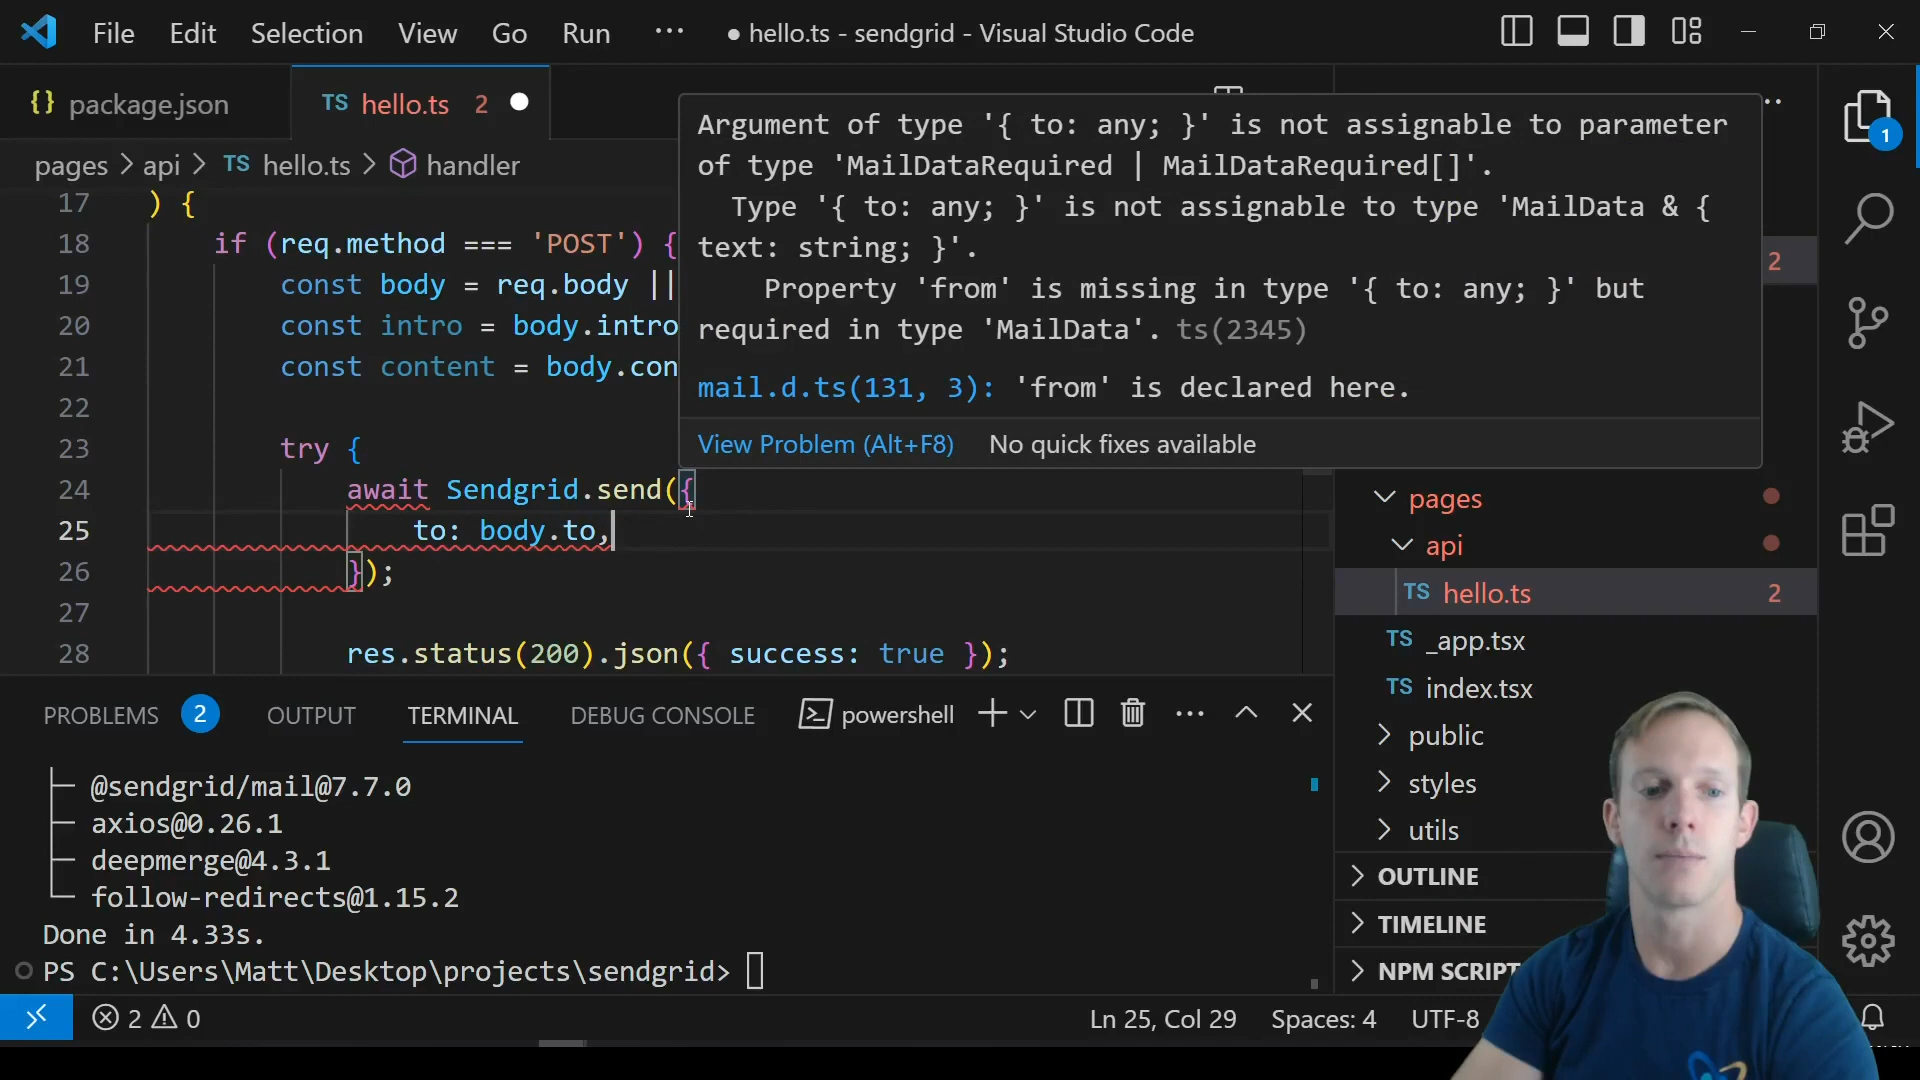 File Edit Selection View Go Run ··· ● hello.ts - sendgrid - Visual Studio Code
{} package.json TS hello.ts 2
pages > api > TS hello.ts > handler
Argument of type '{ to: any; }' is not assignable to parameter
of type 'MailDataRequired | MailDataRequired[]'.
Type '{ to: any; }' is not assignable to type 'MailData & {
text: string; }'.
Property 'from' is missing in type '{ to: any; }' but
required in type 'MailData'. ts(2345)
mail.d.ts(131, 3): 'from' is declared here.
View Problem (Alt+F8) No quick fixes available
17 ) {
18 if (req.method === 'POST') {
19 const body = req.body ||
20 const intro = body.intro
21 const content = body.con
22
23 try {
24 await Sendgrid.send({
25 to: body.to,
26 });
27
28 res.status(200).json({ success: true });
1
2
pages
api
TS hello.ts 2
TS _app.tsx
TS index.tsx
> public
> styles
> utils
> OUTLINE
> TIMELINE
> NPM SCRIPT
PROBLEMS 2 OUTPUT TERMINAL DEBUG CONSOLE powershell
├─ @sendgrid/mail@7.7.0
├─ axios@0.26.1
├─ deepmerge@4.3.1
└─ follow-redirects@1.15.2
Done in 4.33s.
PS C:\Users\Matt\Desktop\projects\sendgrid>
2 0 Ln 25, Col 29 Spaces: 4 UTF-8